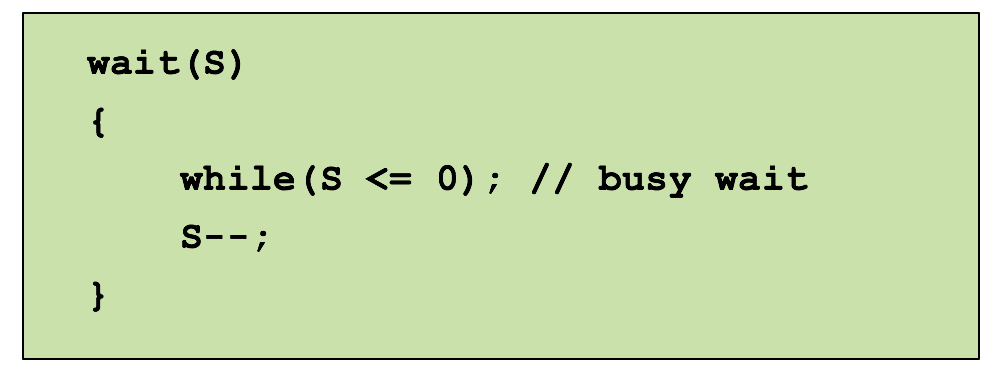 wait(S)
{
while(S <= 0); // busy wait
S--;
}